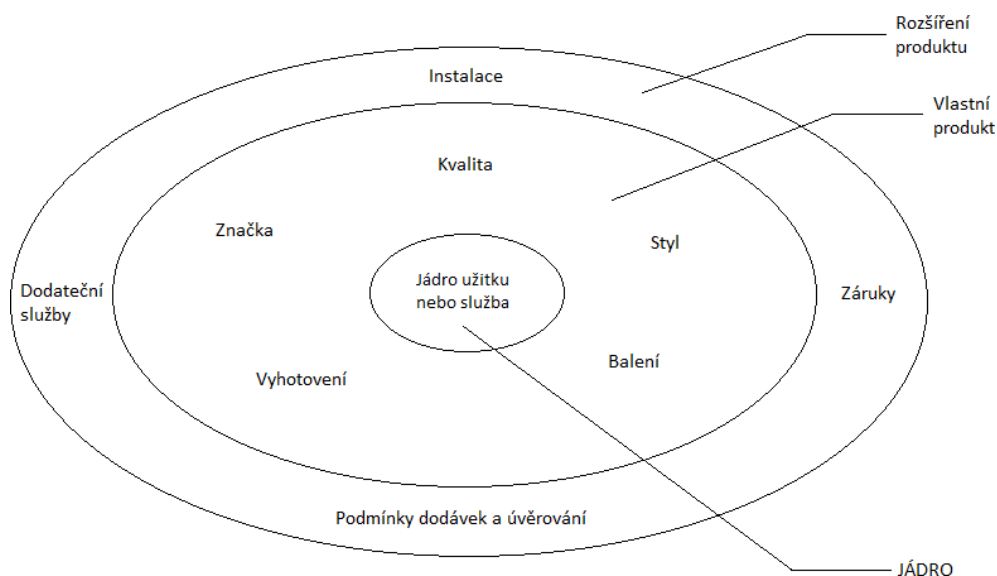 Rozšíření
produktu
Instalace
Vlastní
produkt
Kvalita
Značka
Styl
Jádro užitku
nebo služba
Dodateční
služby
Záruky
Balení
Vyhotovení
Podmínky dodávek a úvěrování
JÁDRO